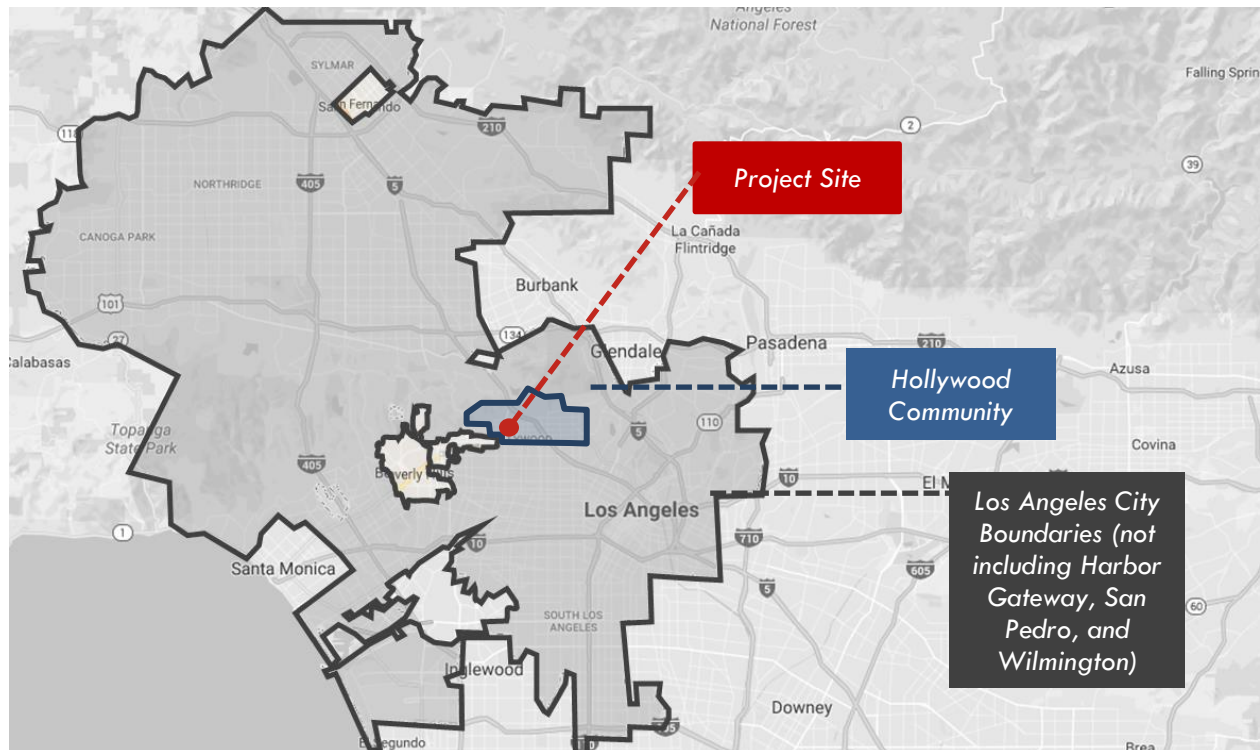 Angeles
National Forest
SYLMAR
San Fernando
Falling Sprin
118
210
2
39
NORTHRIDGE
405
5
Project Site
CANOGA PARK
La Cañada
Flintridge
Burbank
101
27
134
Glendale
Pasadena
210
Calabasas
Azusa
Hollywood
Community
Topanga
State Park
5
110
Covina
405
Beverly Hills
10
El M
Los Angeles
Los Angeles City
Boundaries (not
including Harbor
Gateway, San
Pedro, and
Wilmington)
1
10
710
Santa Monica
605
5
60
SOUTH LOS
ANGELES
Inglewood
Downey
El Segundo
Brea